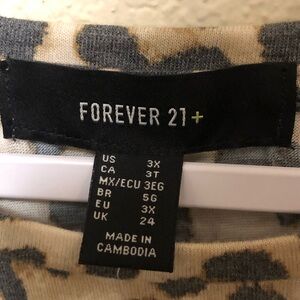 FOREVER 21+
US 3X
CA 3T
MX/ECU 3EG
BR 5G
EU 3X
UK 24
MADE IN
CAMBODIA